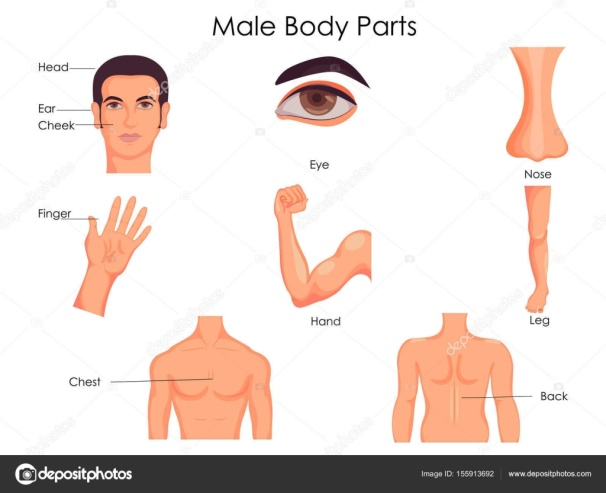 Male Body Parts
Head
Ear
Cheek
Eye
Nose
Finger
Hand
Leg
Chest
Back
depositphotos
Image ID: 155913692
www.depositphotos.com